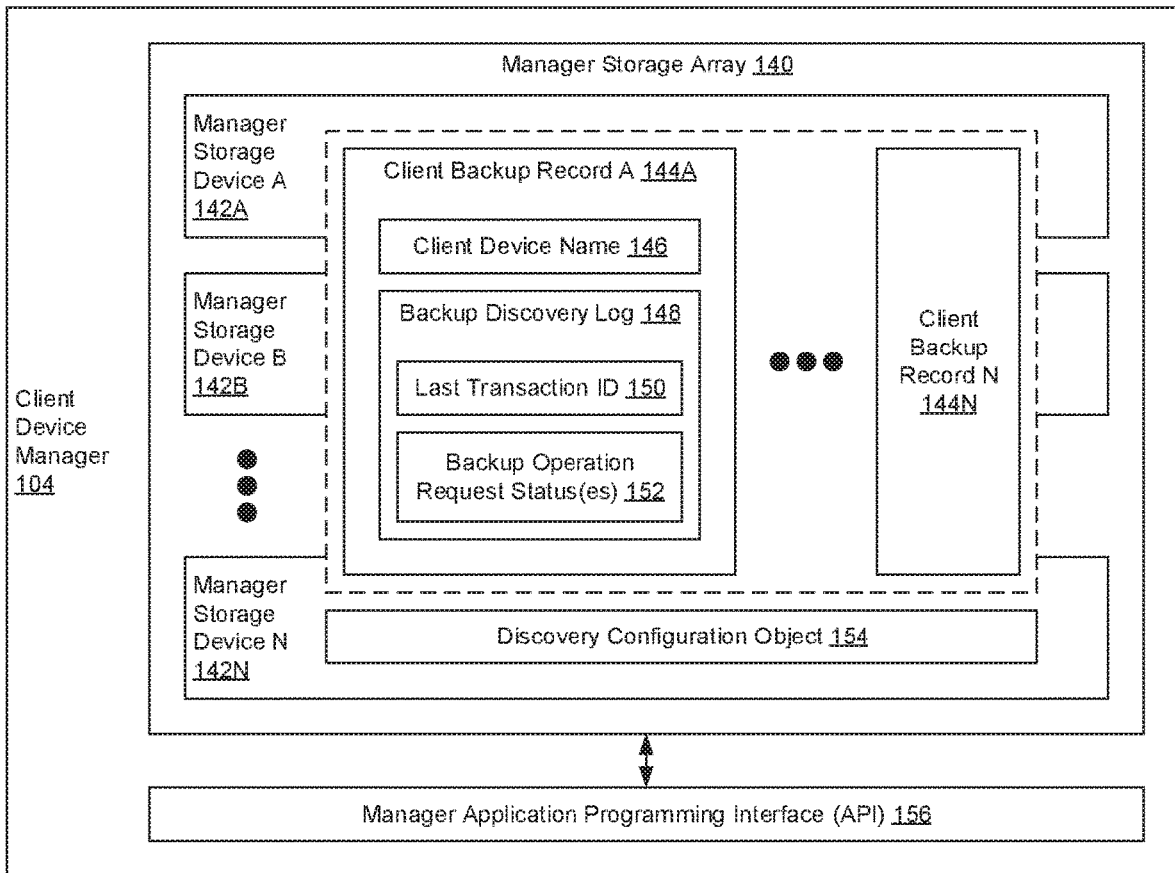 Manager Storage Array 140
Manager
Storage
Device A
142A
Client Backup Record A 144A
Client Device Name 146
Backup Discovery Log 148
Last Transaction ID 150
Backup Operation
Request Status(es) 152
Client
Backup
Record N
144N
Manager
Storage
Device B
142B
Client
Device
Manager
104
Manager
Storage
Device N
142N
Discovery Configuration Object 154
Manager Application Programming Interface (API) 156